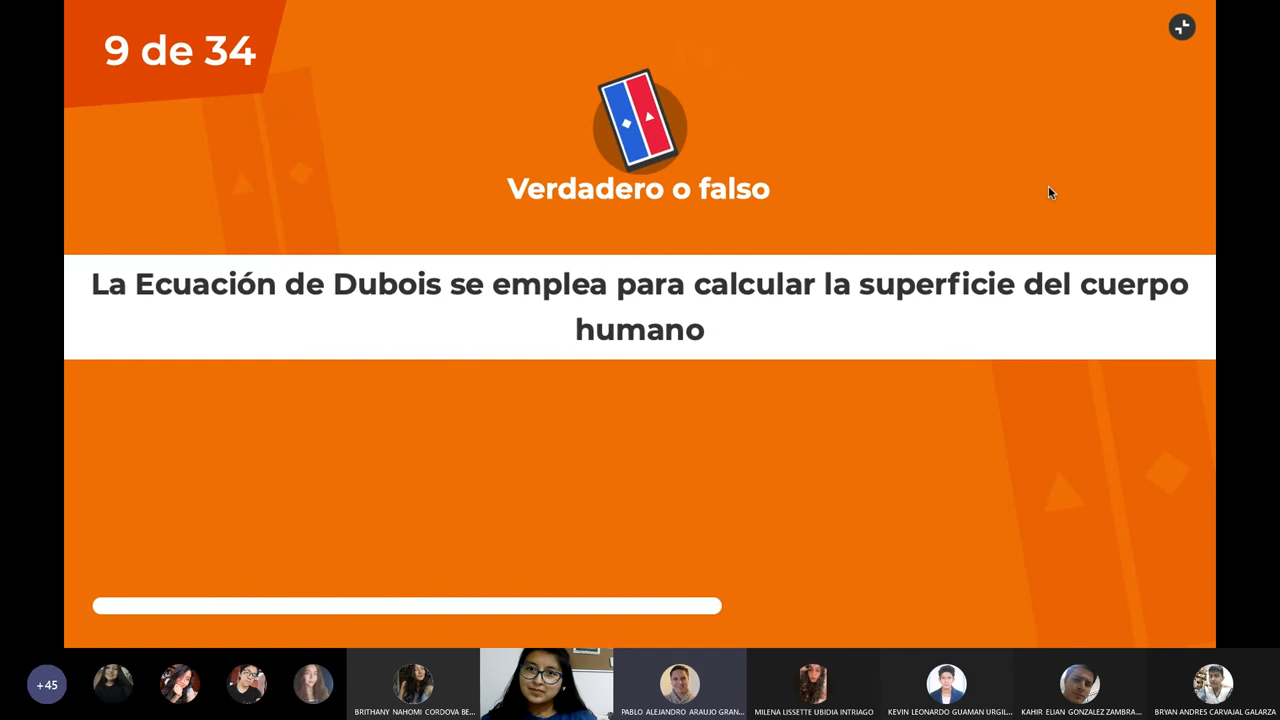 9 de 34
Verdadero o falso
La Ecuación de Dubois se emplea para calcular la superficie del cuerpo
humano
+45
BRITHANY NAHOMI CORDOVA BE...
PABLO ALEJANDRO ARAUJO GRAN...
MILENA LISSETTE UBIDIA INTRIAGO
KEVIN LEONARDO GUAMAN URGIL...
KAHIR ELIAN GONZALEZ ZAMBRA...
BRYAN ANDRES CARVAJAL GALARZA